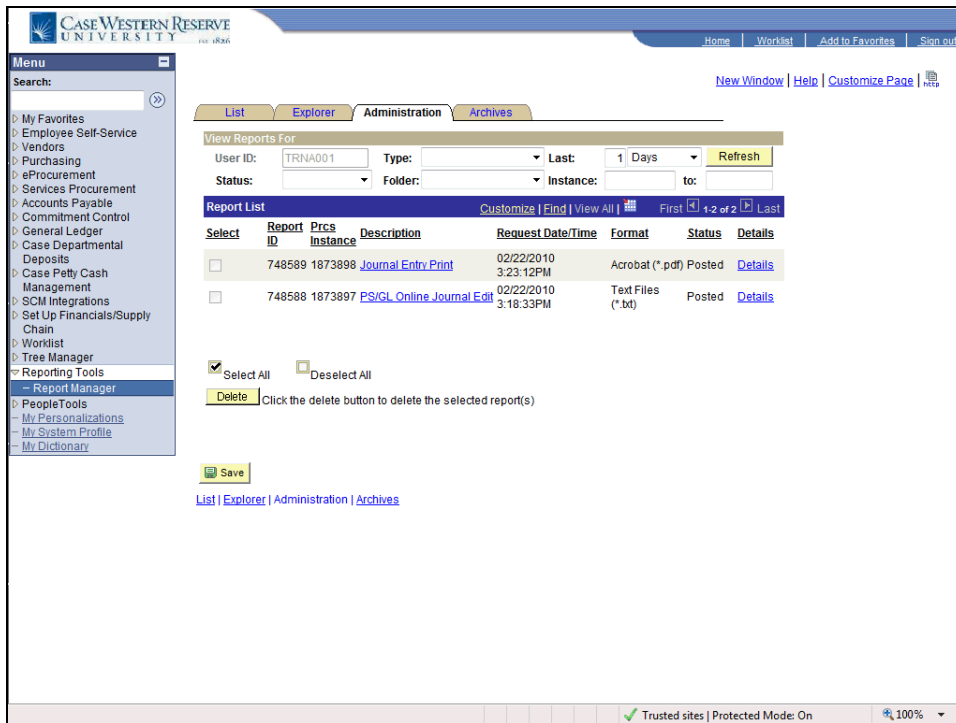 CASE WESTERN RESERVE
UNIVERSITY EST. 1826
Home | Worklist | Add to Favorites | Sign out
Menu
Search:
My Favorites
Employee Self-Service
Vendors
Purchasing
eProcurement
Services Procurement
Accounts Payable
Commitment Control
General Ledger
Case Departmental
Deposits
Case Petty Cash
Management
SCM Integrations
Set Up Financials/Supply
Chain
Worklist
Tree Manager
Reporting Tools
– Report Manager
PeopleTools
– My Personalizations
– My System Profile
– My Dictionary
New Window | Help | Customize Page | http
List Explorer Administration Archives
View Reports For
User ID: TRNA001 Type: Last: 1 Days Refresh
Status: Folder: Instance: to:
Report List Customize | Find | View All | First 1-2 of 2 Last
Select Report ID Prcs Instance Description Request Date/Time Format Status Details
748589 1873898 Journal Entry Print 02/22/2010 3:23:12PM Acrobat (*.pdf) Posted Details
748588 1873897 PS/GL Online Journal Edit 02/22/2010 3:18:33PM Text Files (*.txt) Posted Details
Select All Deselect All
Delete Click the delete button to delete the selected report(s)
Save
List | Explorer | Administration | Archives
Trusted sites | Protected Mode: On 100%